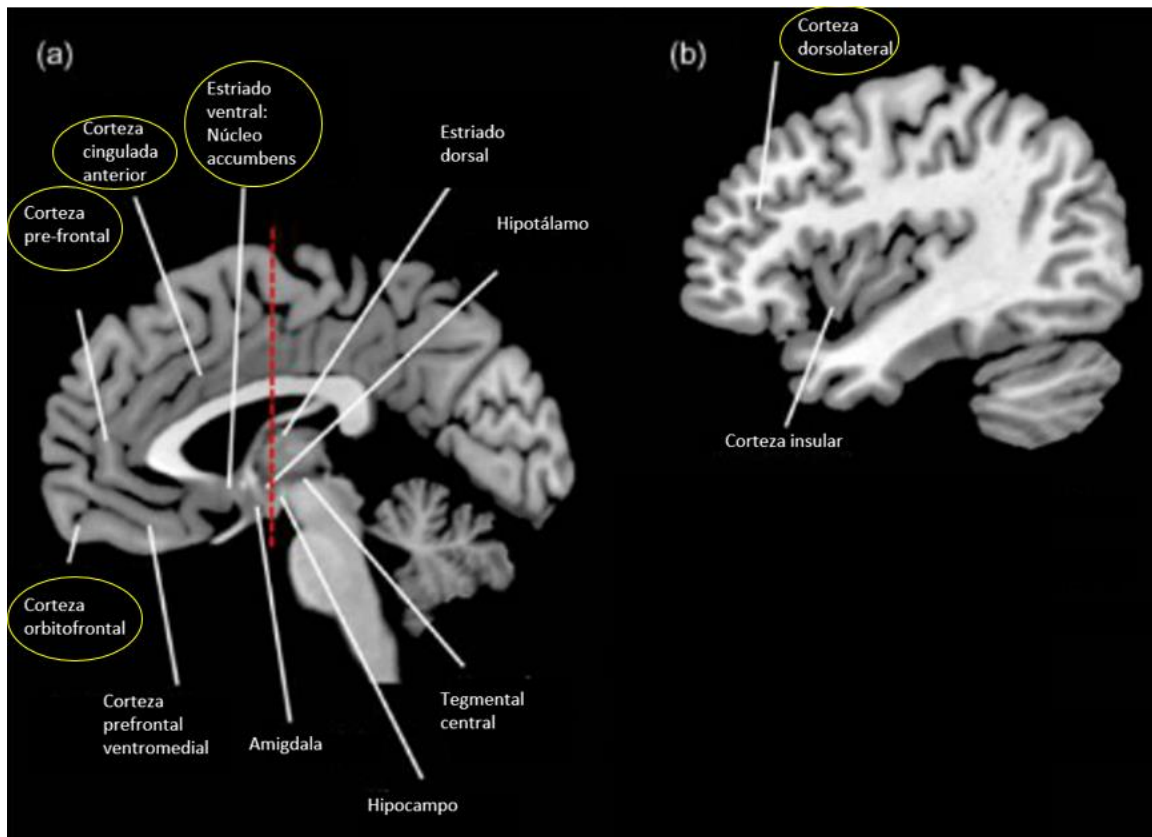 (a)
Estriado
ventral:
Núcleo
accumbens
Corteza
cingulada
anterior
Corteza
pre-frontal
Estriado
dorsal
Hipotálamo
Corteza
orbitofrontal
Corteza
prefrontal
ventromedial
Amigdala
Hipocampo
Tegmental
central
(b)
Corteza
dorsolateral
Corteza insular